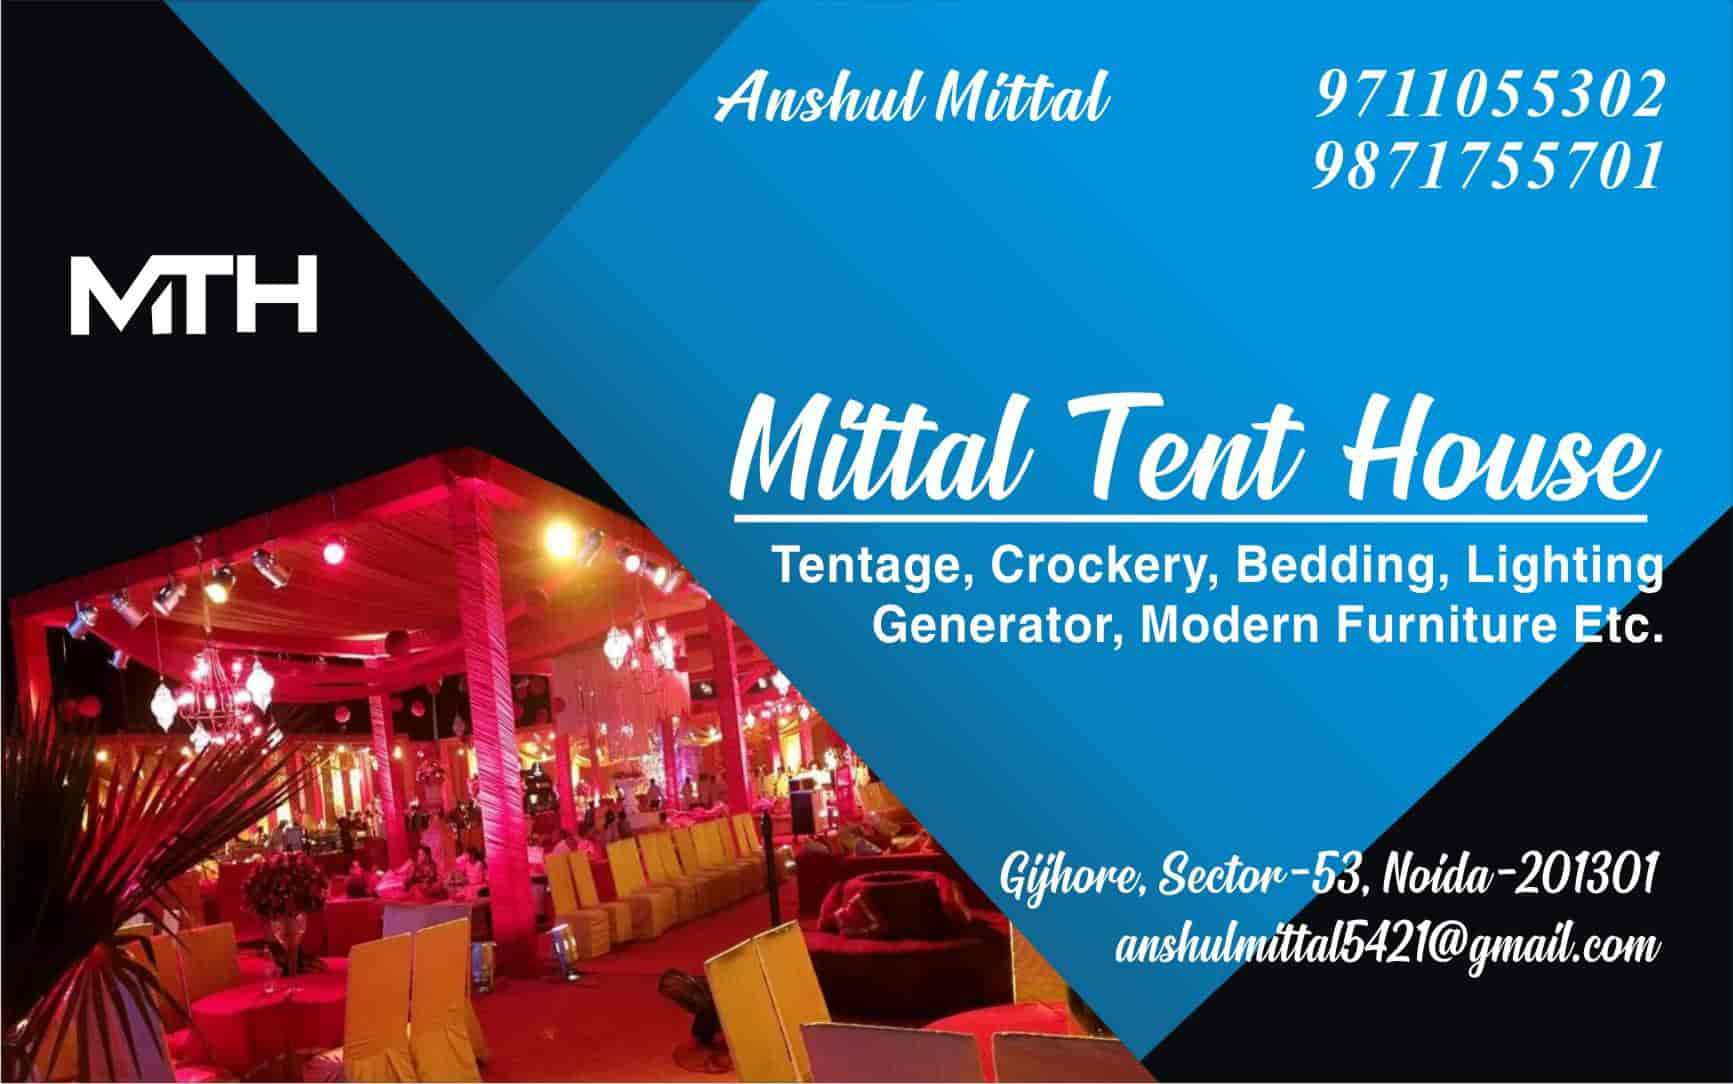 Anshul Mittal
9711055302
9871755701
MTH
Mittal Tent House
Tentage, Crockery, Bedding, Lighting
Generator, Modern Furniture Etc.
Gijhore, Sector-53, Noida-201301
anshulmittal5421@gmail.com